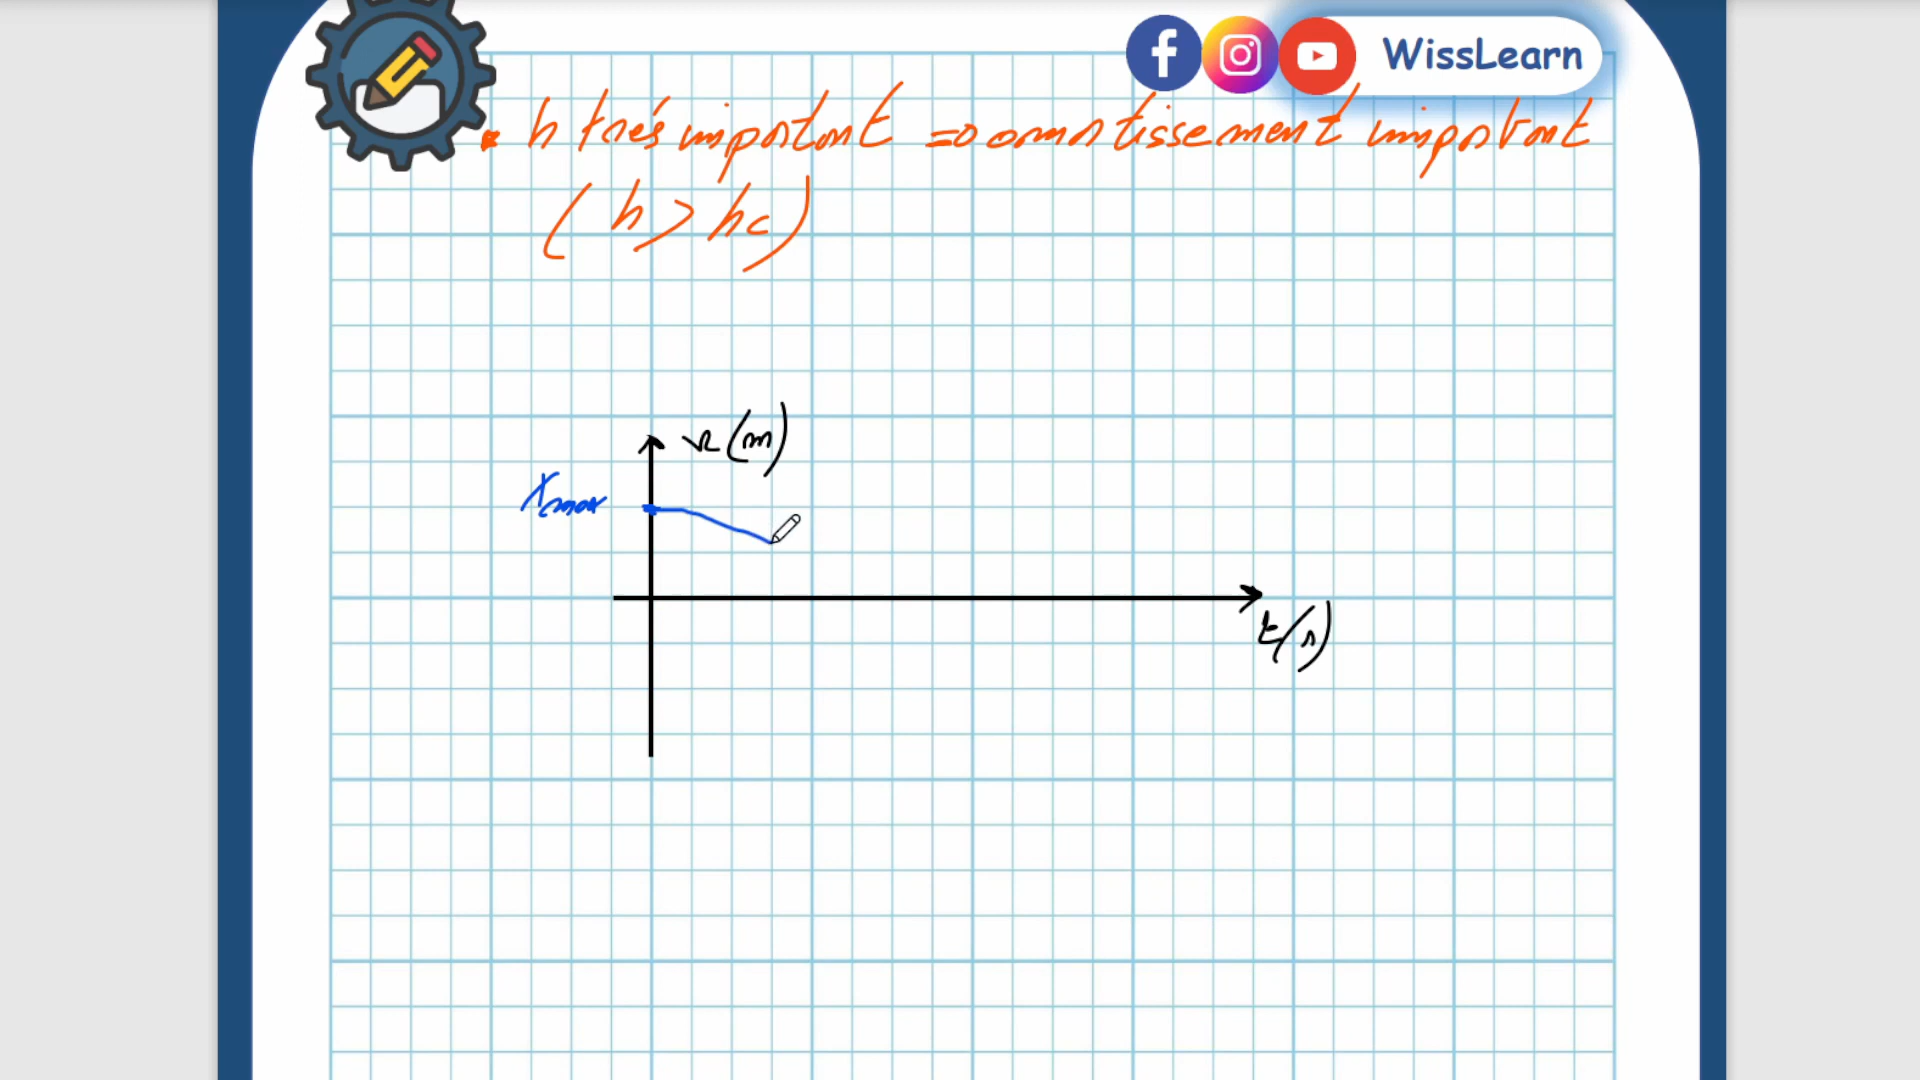 WissLearn
• h très important => amortissement important
(h > hc)
x (m)
Xmax
t (s)